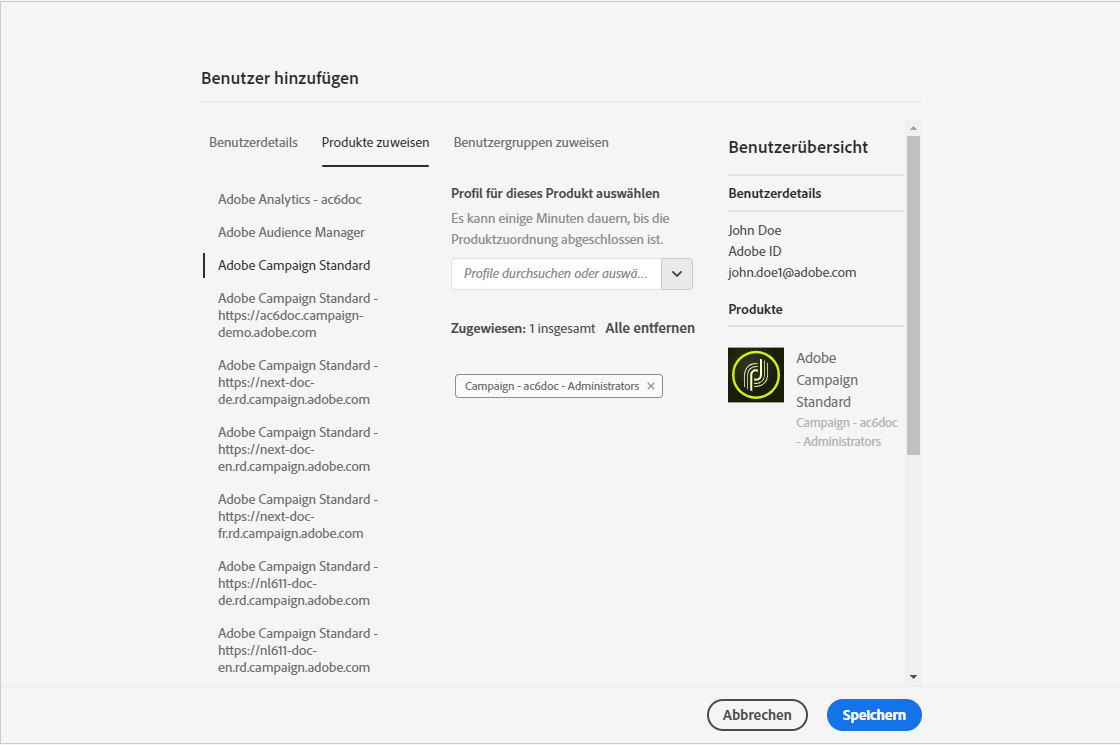 Benutzer hinzufügen
Benutzerdetails
Produkte zuweisen
Benutzergruppen zuweisen
Adobe Analytics - ac6doc
Adobe Audience Manager
Adobe Campaign Standard
Adobe Campaign Standard -
https://ac6doc.campaign-
demo.adobe.com
Adobe Campaign Standard -
https://next-doc-
de.rd.campaign.adobe.com
Adobe Campaign Standard -
https://next-doc-
en.rd.campaign.adobe.com
Adobe Campaign Standard -
https://next-doc-
fr.rd.campaign.adobe.com
Adobe Campaign Standard -
https://nl611-doc-
de.rd.campaign.adobe.com
Adobe Campaign Standard -
https://nl611-doc-
en.rd.campaign.adobe.com
Profil für dieses Produkt auswählen
Es kann einige Minuten dauern, bis die
Produktzuordnung abgeschlossen ist.
Profile durchsuchen oder auswä...
Zugewiesen: 1 insgesamt Alle entfernen
Campaign - ac6doc - Administrators ×
Benutzerübersicht
Benutzerdetails
John Doe
Adobe ID
john.doe1@adobe.com
Produkte
Adobe
Campaign
Standard
Campaign - ac6doc
- Administrators
Abbrechen
Speichern